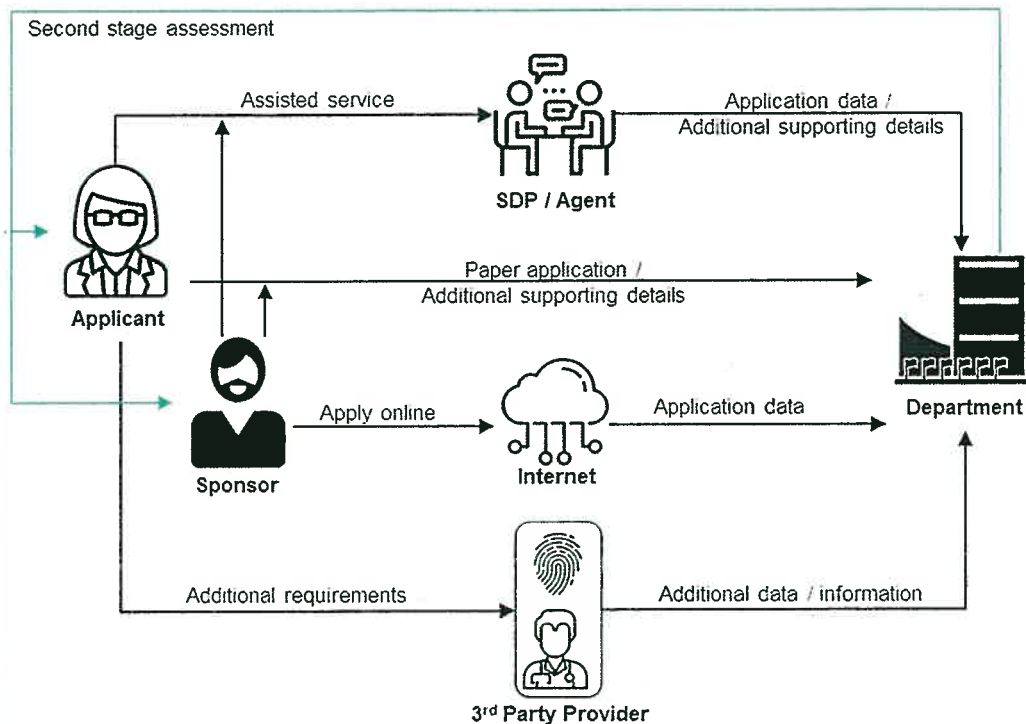 Second stage assessment
Assisted service
Application data /
Additional supporting details
SDP / Agent
Applicant
Paper application /
Additional supporting details
Sponsor
Apply online
Internet
Application data
Department
Additional requirements
Additional data / information
3rd Party Provider